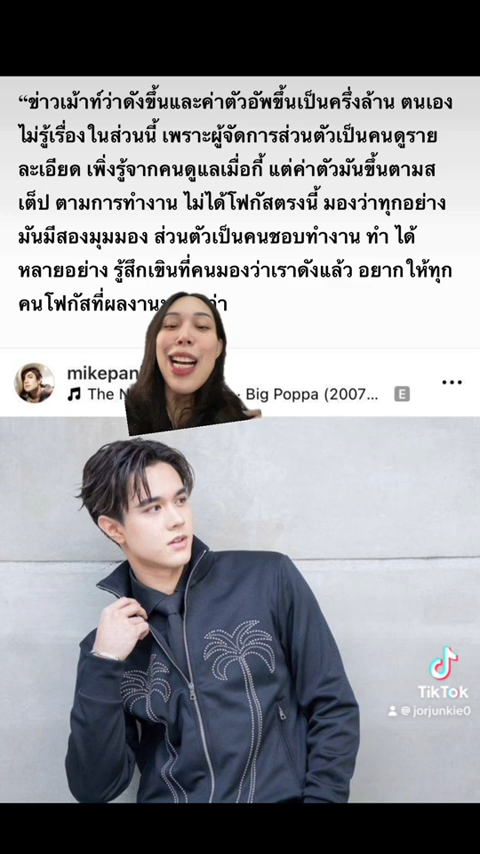 “ข่าวเม้าท์ว่าดังขึ้นและค่าตัวอัพขึ้นเป็นครึ่งล้าน ตนเอง
ไม่รู้เรื่องในส่วนนี้ เพราะผู้จัดการส่วนตัวเป็นคนดูราย
ละเอียด เพิ่งรู้จากคนดูแลเมื่อกี้ แต่ค่าตัวมันขึ้นตามส
เต็ป ตามการทำงาน ไม่ได้โฟกัสตรงนี้ มองว่าทุกอย่าง
มันมีสองมุมมอง ส่วนตัวเป็นคนชอบทำงาน ทำ ได้
หลายอย่าง รู้สึกเขินที่คนมองว่าเราดังแล้ว อยากให้ทุก
คนโฟกัสที่ผลงาน
mikepan
The N Big Poppa (2007... E
TikTok
@jorjunkie0